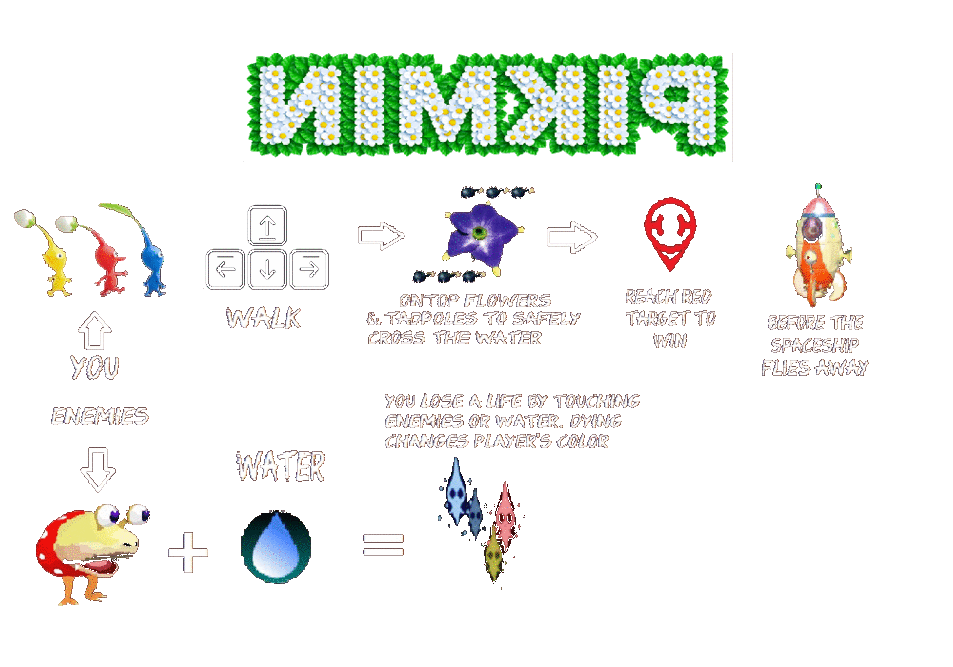 PIKMIN
WALK
ONTOP FLOWERS
& TADPOLES TO SAFELY
CROSS THE WATER
REACH RED
TARGET TO
WIN
BEFORE THE
SPACESHIP
FLIES AWAY
YOU
ENEMIES
YOU LOSE A LIFE BY TOUCHING
ENEMIES OR WATER. DYING
CHANGES PLAYER'S COLOR
WATER
+
=